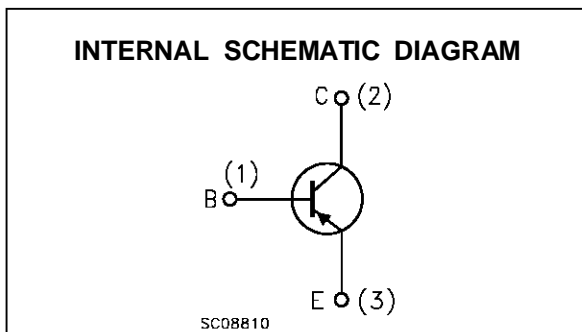 INTERNAL SCHEMATIC DIAGRAM
C (2)
(1)
B
E (3)
SC08810